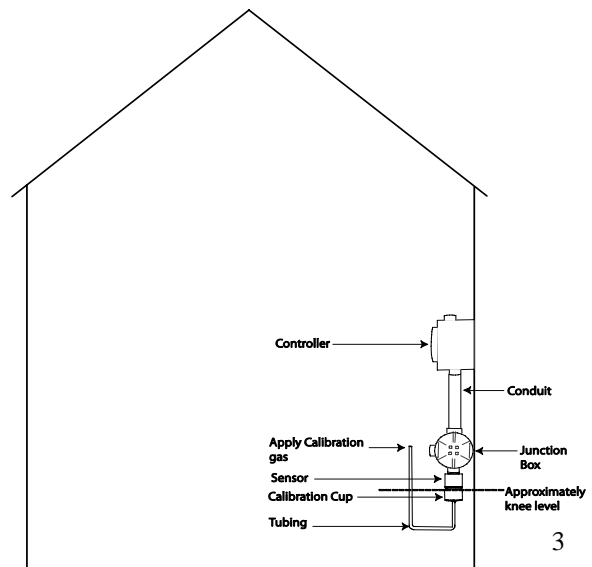 Controller
Conduit
Apply Calibration
gas
Junction
Box
Sensor
Calibration Cup
Approximately
knee level
Tubing
3